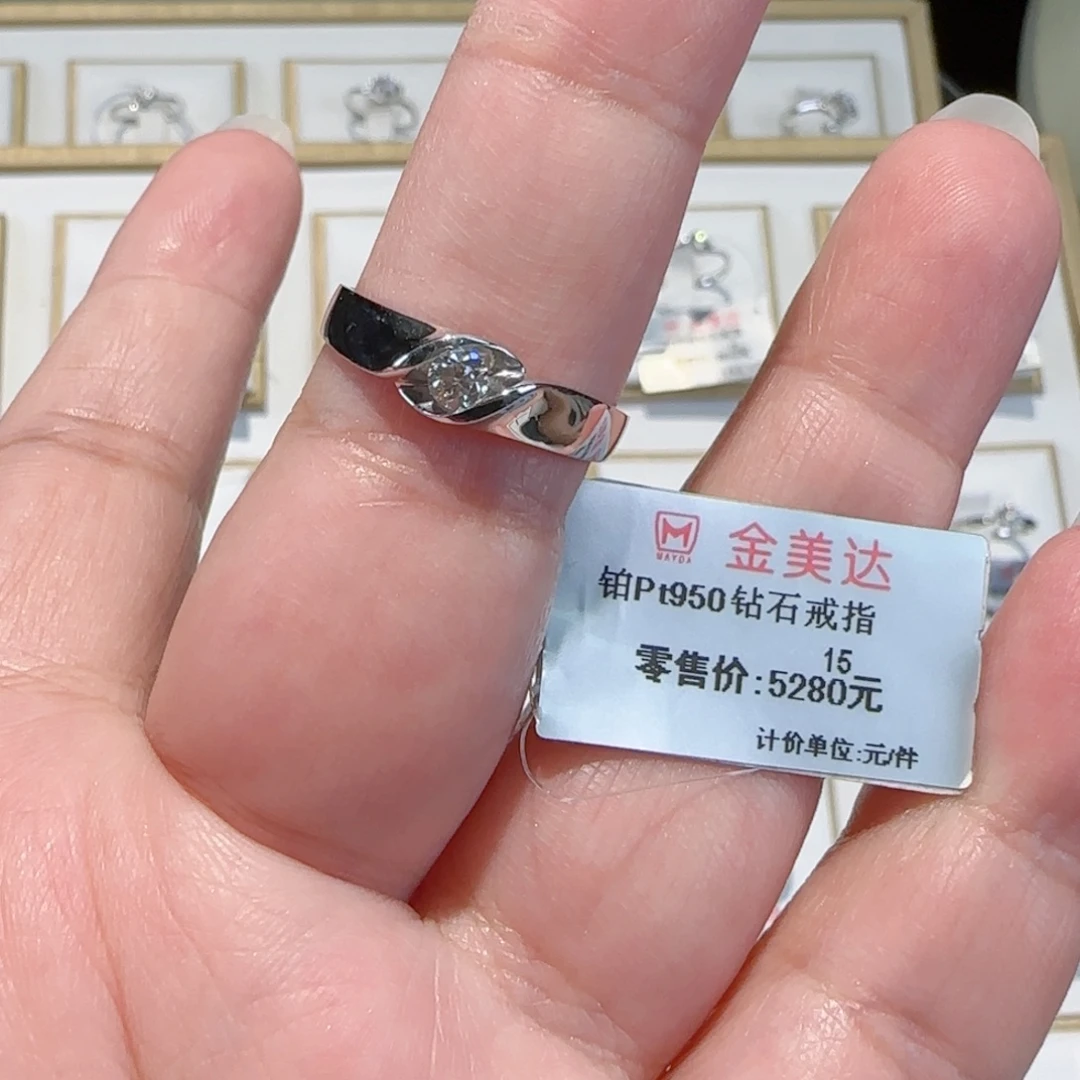 M
MAYDA
金美达
铂Pt950钻石戒指
15
零售价:5280元
计价单位:元/件